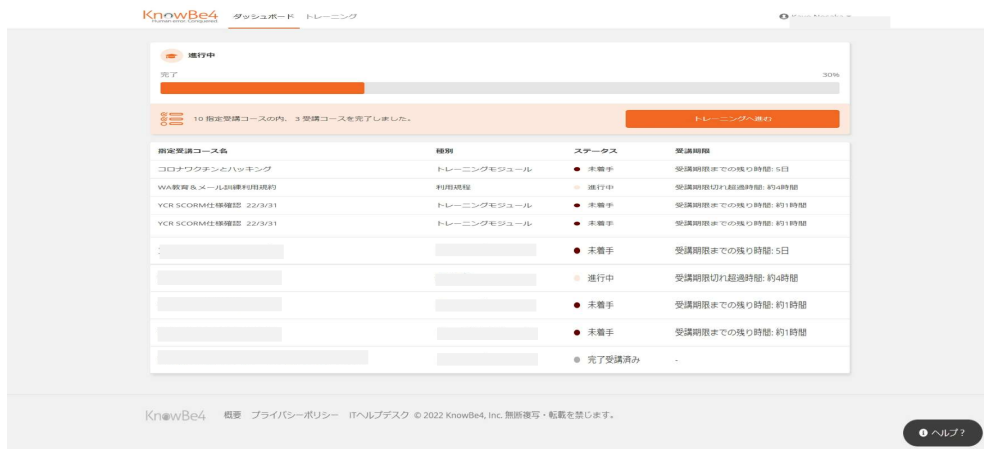 KnowBe4 ダッシュボード トレーニング
Human error. Conquered.
進行中
完了 30%
10 指定受講コースの内、3 受講コースを完了しました。 トレーニングへ進む
指定受講コース名 種別 ステータス 受講期限
コロナワクチンとハッキング トレーニングモジュール 未着手 受講期限までの残り時間: 5日
WA教育&メール訓練利用規約 利用規程 進行中 受講期限切れ超過時間: 約4時間
YCR SCORM仕様確認 22/3/31 トレーニングモジュール 未着手 受講期限までの残り時間: 約1時間
YCR SCORM仕様確認 22/3/31 トレーニングモジュール 未着手 受講期限までの残り時間: 約1時間
未着手 受講期限までの残り時間: 5日
進行中 受講期限切れ超過時間: 約4時間
未着手 受講期限までの残り時間: 約1時間
未着手 受講期限までの残り時間: 約1時間
完了受講済み -
KnowBe4 概要 プライバシーポリシー ITヘルプデスク © 2022 KnowBe4, Inc. 無断複写・転載を禁じます。
ヘルプ?